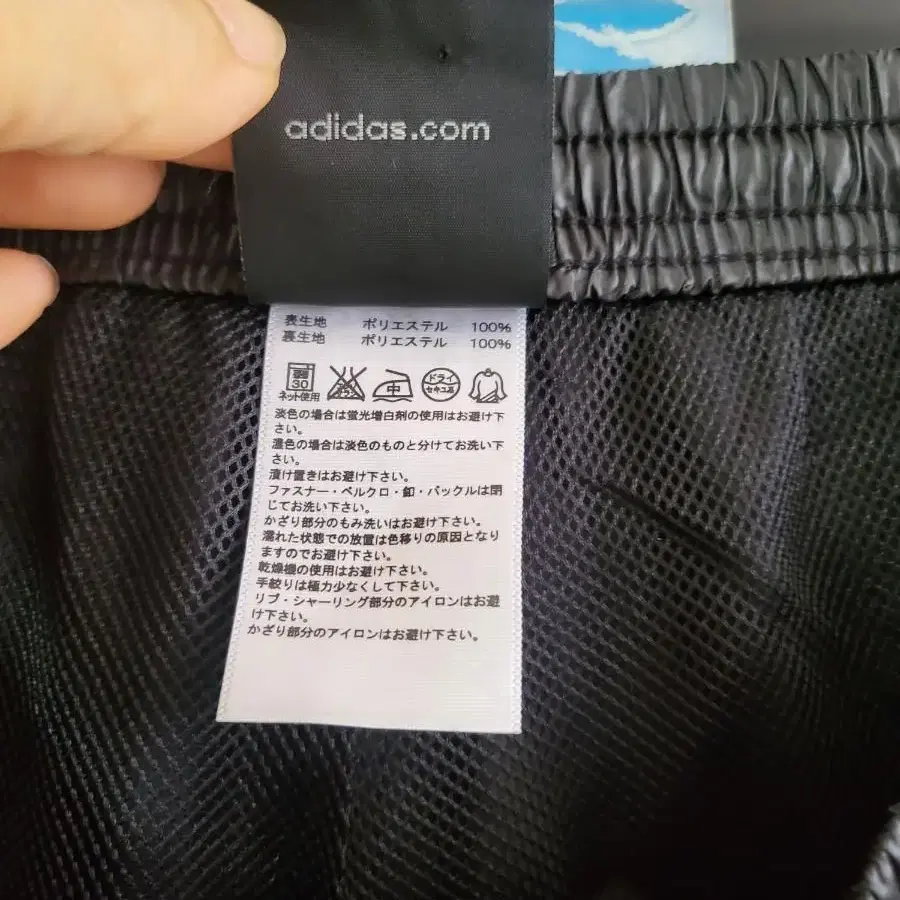 adidas.com
表生地 ポリエステル 100%
裏生地 ポリエステル 100%
弱 30 中 ドライ セキユ系
ネット使用
淡色の場合は蛍光増白剤の使用はお避け下
さい。
濃色の場合は淡色のものと分けてお洗い下
さい。
漬け置きはお避け下さい。
ファスナー・ベルクロ・釦・バックルは閉
じてお洗い下さい。
かざり部分のもみ洗いはお避け下さい。
濡れた状態での放置は色移りの原因となり
ますのでお避け下さい。
乾燥機の使用はお避け下さい。
手絞りは極力少なくして下さい。
リブ・シャーリング部分のアイロンはお避
け下さい。
かざり部分のアイロンはお避け下さい。